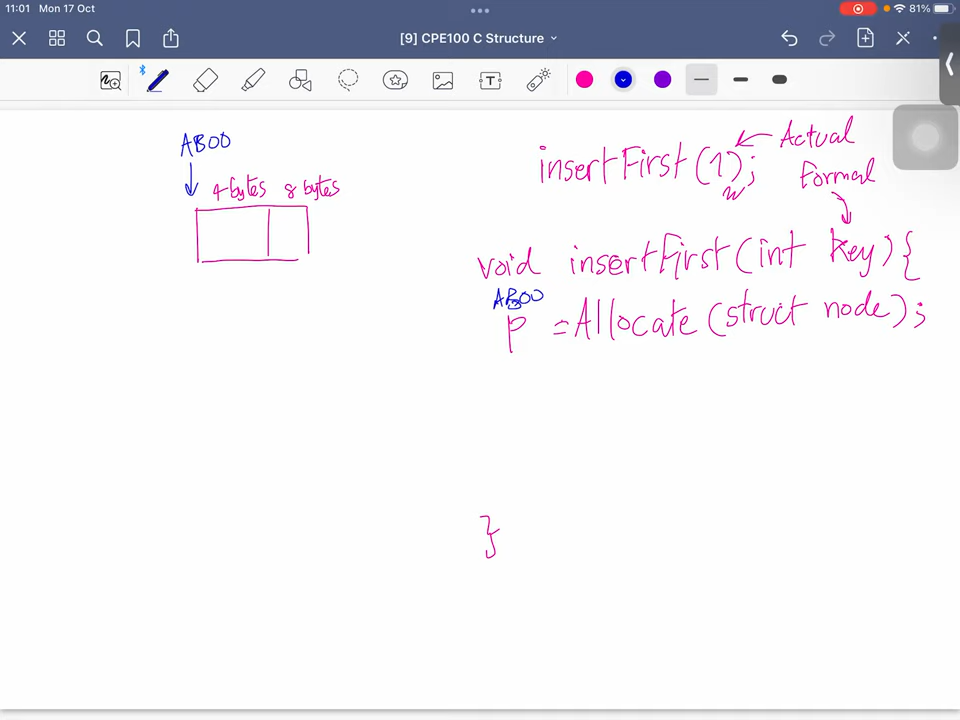 11:01 Mon 17 Oct
81%
[9] CPE100 C Structure
AB00
4 bytes 8 bytes
insertFirst(1);
Actual
Formal
void insertFirst(int key){
AB00
p = Allocate(struct node);
}